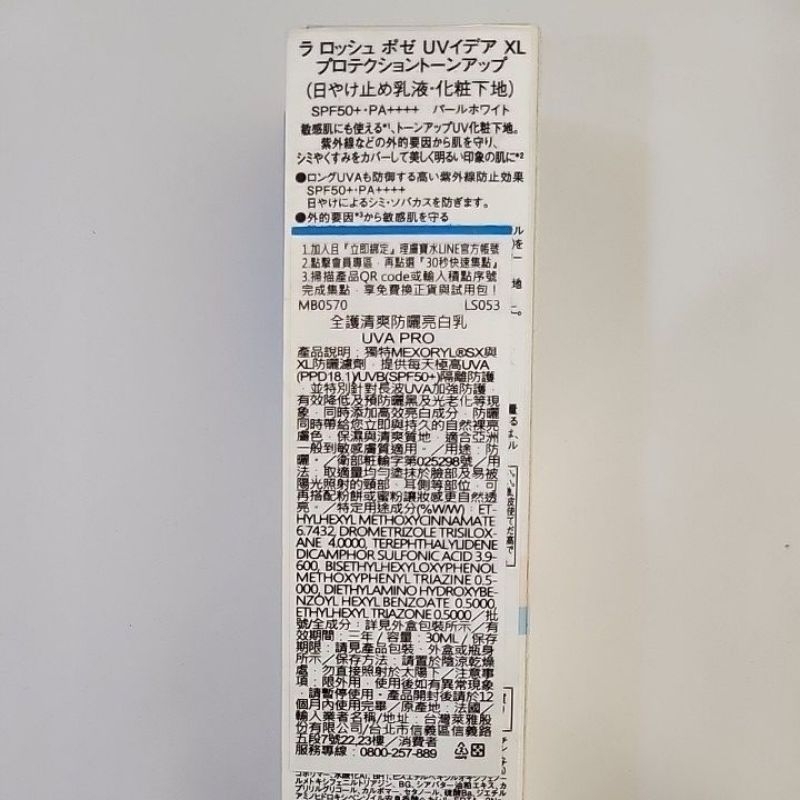 ラ ロッシュ ポゼ UVイデア XL
プロテクショントーンアップ
(日やけ止め乳液・化粧下地)
SPF50+・PA++++ パールホワイト
敏感肌にも使える*¹、トーンアップUV化粧下地。
紫外線などの外的要因から肌を守り、
シミやくすみをカバーして美しく明るい印象の肌に*²
●ロングUVAも防御する高い紫外線防止効果
SPF50+・PA++++
日やけによるシミ・ソバカスを防ぎます。
●外的要因*³から敏感肌を守る
1.加入且『立即綁定』理膚寶水LINE官方帳號
2.點擊會員專區﹐再點選『30秒快速集點』
3.掃描產品QR code或輸入積點序號
完成集點﹐享免費換正貨與試用包!
MB0570 LS053
全護清爽防曬亮白乳
UVA PRO
產品說明：獨特MEXORYL®SX與
XL防曬濾劑﹐提供每天極高UVA
(PPD18.1)/UVB(SPF50+)隔離防護
﹐並特別針對長波UVA加強防護﹐
有效降低及預防曬黑及光老化等現
象﹐同時添加高效亮白成分﹐防曬
同時帶給您立即與持久的自然裸亮
膚色﹐保濕與清爽質地﹐適合亞洲
一般到敏感膚質適用。/用途：防
曬。/衛部粧輸字第025298號/用
法：取適量均勻塗抹於臉部及易被
陽光照射的頸部、耳側等部位﹐可
再搭配粉餅或蜜粉讓妝感更自然透
亮。/特定用途成分(%W/W)：ET-
HYLHEXYL METHOXYCINNAMATE
6.7432, DROMETRIZOLE TRISILOX-
ANE 4.0000, TEREPHTHALYLIDENE
DICAMPHOR SULFONIC ACID 3.9-
600, BISETHYLHEXYLOXYPHENOL
METHOXYPHENYL TRIAZINE 0.5-
000, DIETHYLAMINO HYDROXYBE-
NZOYL HEXYL BENZOATE 0.5000,
ETHYLHEXYL TRIAZONE 0.5000/批
號/全成分：詳見外盒包裝所示/有
效期間：三年/容量：30ML/保存
期限：請見產品包裝、外盒或瓶身
所示/保存方法：請置於陰涼乾燥
處﹐勿直接照射於太陽下/注意事
項：限外用﹐使用後如有異常現象
﹐請暫停使用。產品開封後請於12
個月內使用完畢/原產地：法國/
輸入業者名稱/地址：台灣萊雅股
份有限公司/台北市信義區信義路
五段7號22,23樓/消費者
服務專線：0800-257-889